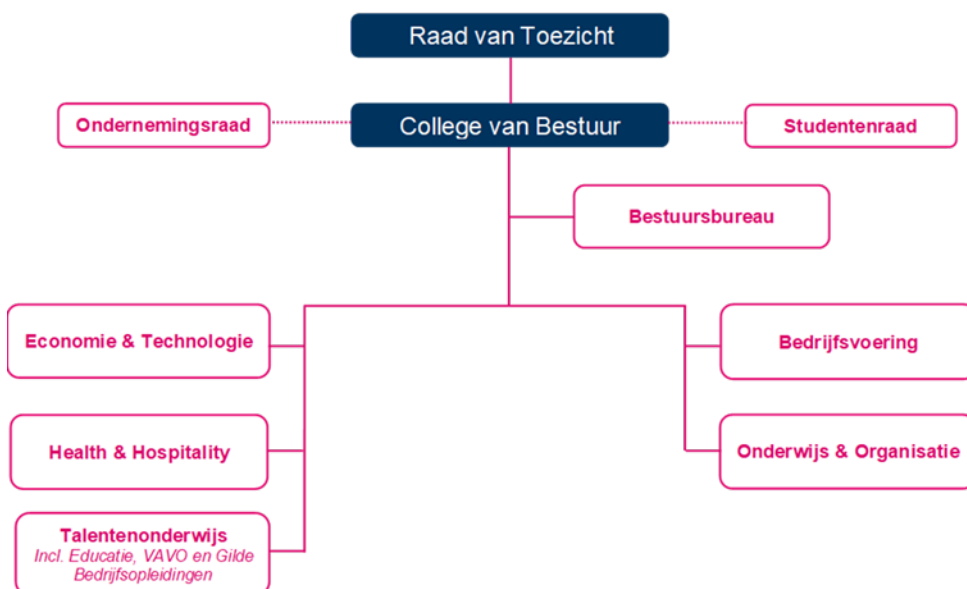 Raad van Toezicht
Ondernemingsraad
College van Bestuur
Studentenraad
Bestuursbureau
Economie & Technologie
Bedrijfsvoering
Health & Hospitality
Onderwijs & Organisatie
Talentenonderwijs
Incl. Educatie, VAVO en Gilde
Bedrijfsopleidingen